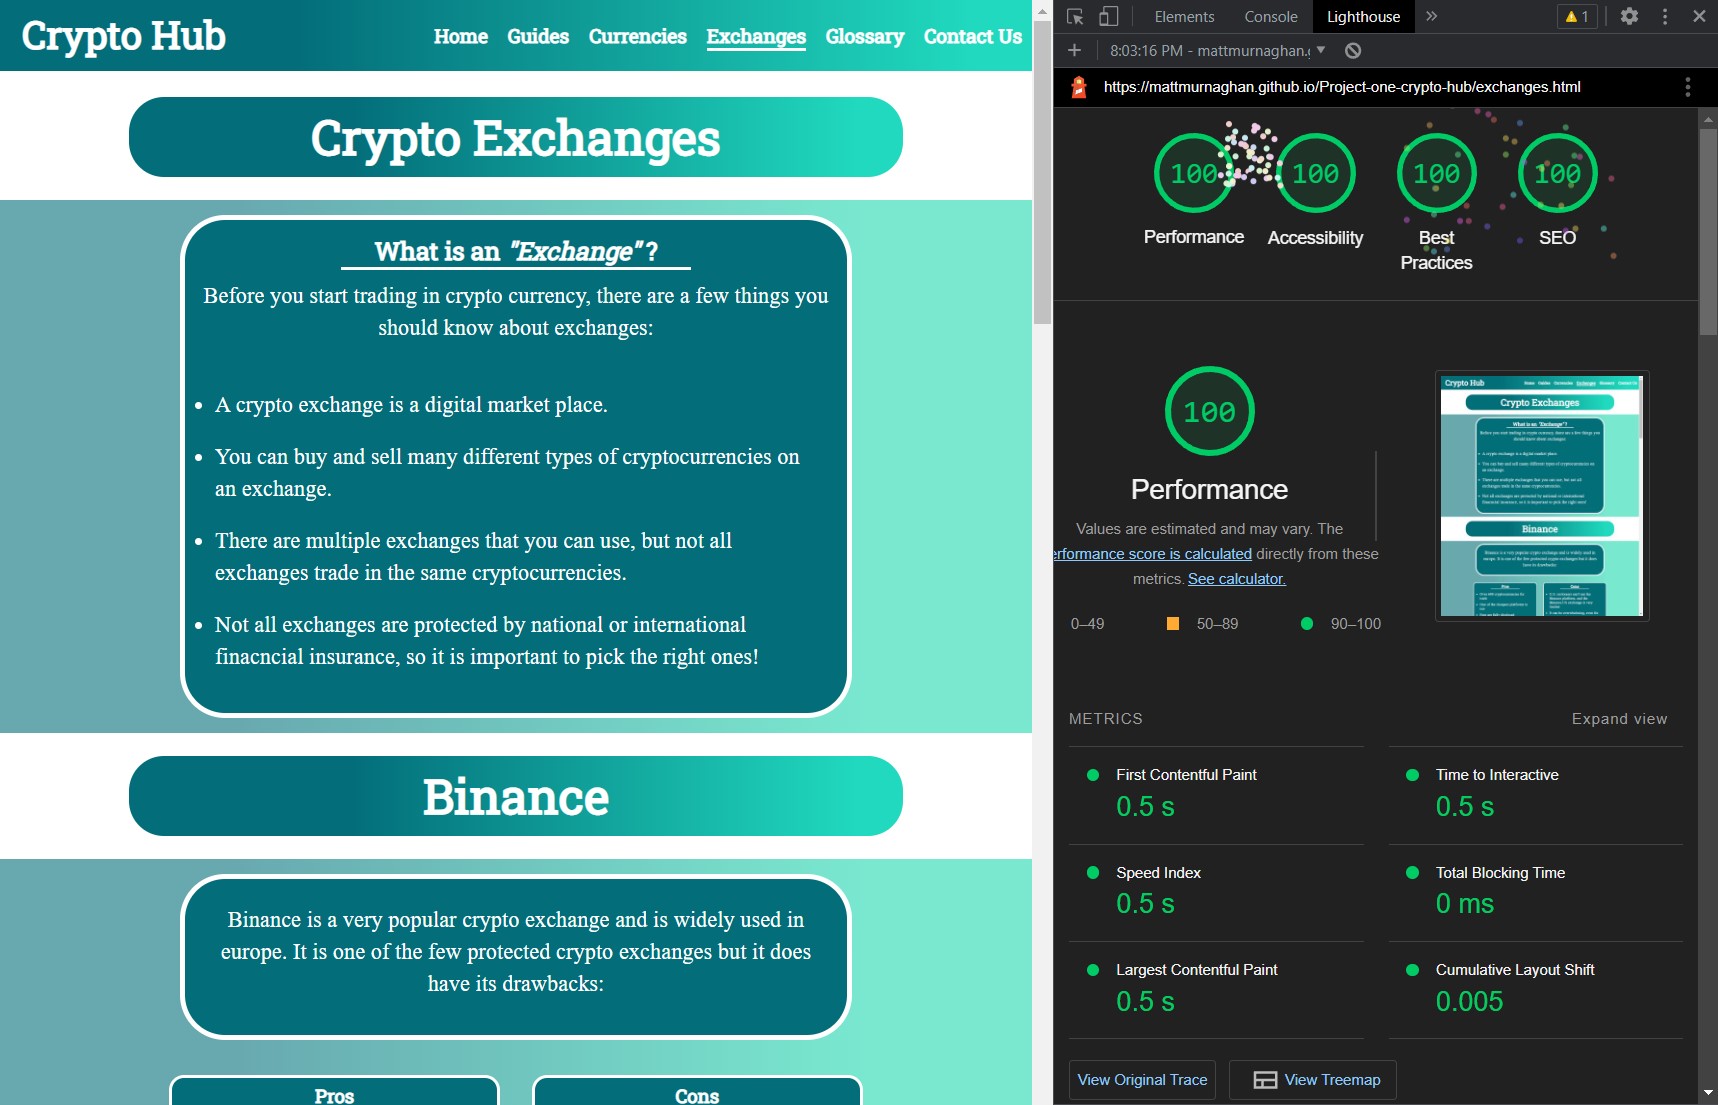 Crypto Hub
Home Guides Currencies Exchanges Glossary Contact Us
Crypto Exchanges
What is an "Exchange"?
Before you start trading in crypto currency, there are a few things you
should know about exchanges:
• A crypto exchange is a digital market place.
• You can buy and sell many different types of cryptocurrencies on
an exchange.
• There are multiple exchanges that you can use, but not all
exchanges trade in the same cryptocurrencies.
• Not all exchanges are protected by national or international
finacncial insurance, so it is important to pick the right ones!
Binance
Binance is a very popular crypto exchange and is widely used in
europe. It is one of the few protected crypto exchanges but it does
have its drawbacks:
Pros Cons
Elements Console Lighthouse 1
8:03:16 PM - mattmurnaghan.g
https://mattmurnaghan.github.io/Project-one-crypto-hub/exchanges.html
100 100 100 100
Performance Accessibility Best Practices SEO
100
Performance
Values are estimated and may vary. The
erformance score is calculated directly from these
metrics. See calculator.
0–49 50–89 90–100
Crypto Hub
Crypto Exchanges
What is an "Exchange"?
Binance
METRICS Expand view
First Contentful Paint
0.5 s
Time to Interactive
0.5 s
Speed Index
0.5 s
Total Blocking Time
0 ms
Largest Contentful Paint
0.5 s
Cumulative Layout Shift
0.005
View Original Trace View Treemap